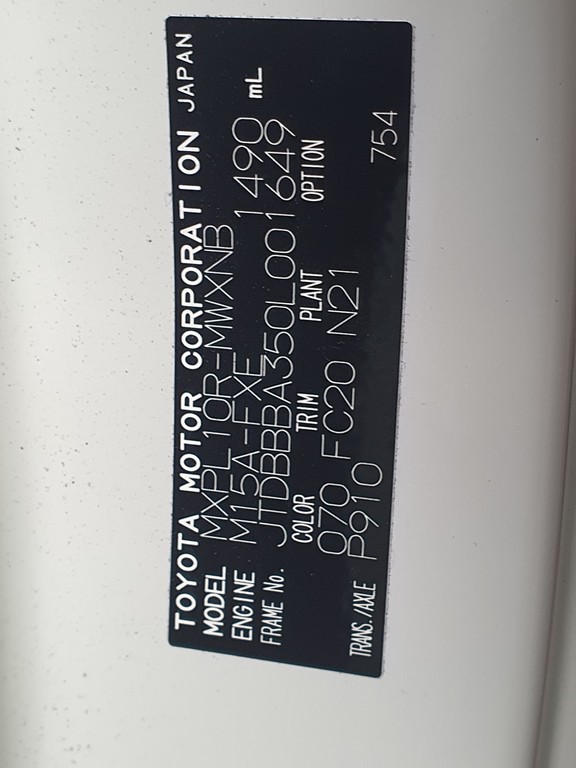 TOYOTA MOTOR CORPORATION JAPAN
MODEL MXPL10R-MWXNB
ENGINE M15A-FXE 1490 mL
FRAME No. JTDBBBBA350L001649
COLOR TRIM PLANT OPTION
070 FC20 N21
TRANS./AXLE P910 754